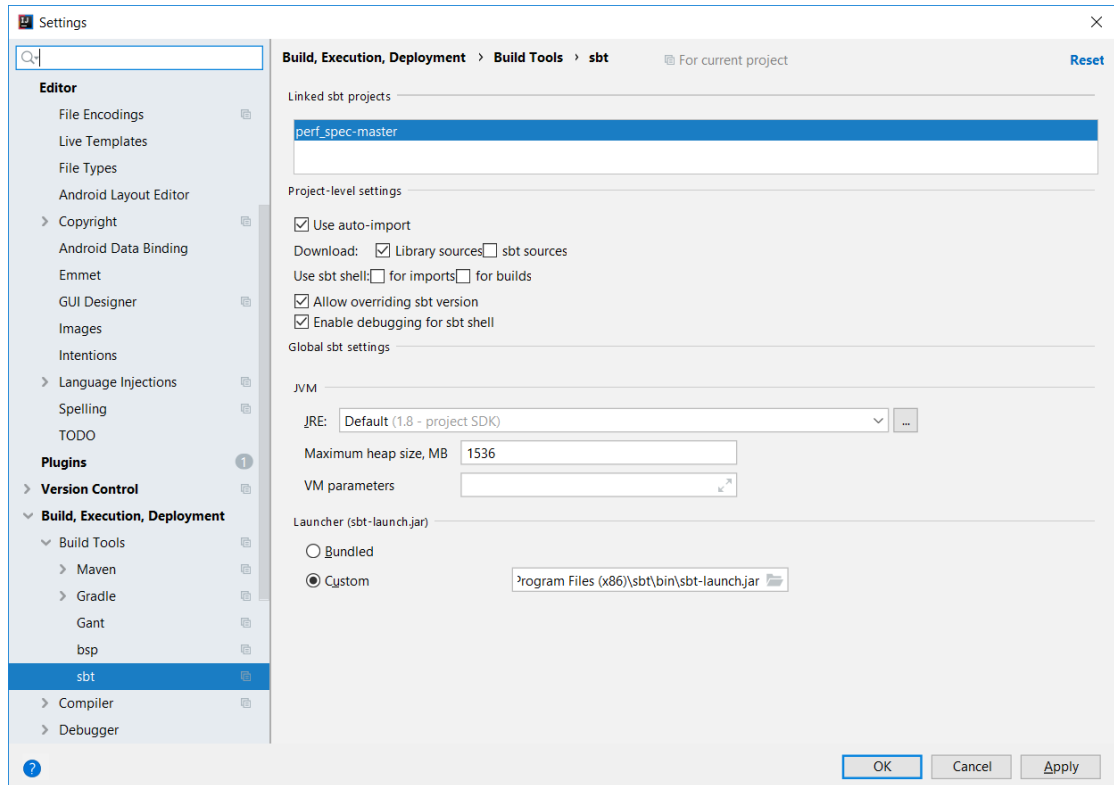 Settings
Build, Execution, Deployment › Build Tools › sbt For current project Reset
Editor
File Encodings
Live Templates
File Types
Android Layout Editor
Copyright
Android Data Binding
Emmet
GUI Designer
Images
Intentions
Language Injections
Spelling
TODO
Plugins 1
Version Control
Build, Execution, Deployment
Build Tools
Maven
Gradle
Gant
bsp
sbt
Compiler
Debugger
Linked sbt projects
perf_spec-master
Project-level settings
Use auto-import
Download: Library sources sbt sources
Use sbt shell: for imports for builds
Allow overriding sbt version
Enable debugging for sbt shell
Global sbt settings
JVM
JRE: Default (1.8 - project SDK) ...
Maximum heap size, MB 1536
VM parameters
Launcher (sbt-launch.jar)
Bundled
Custom Program Files (x86)\sbt\bin\sbt-launch.jar
? OK Cancel Apply